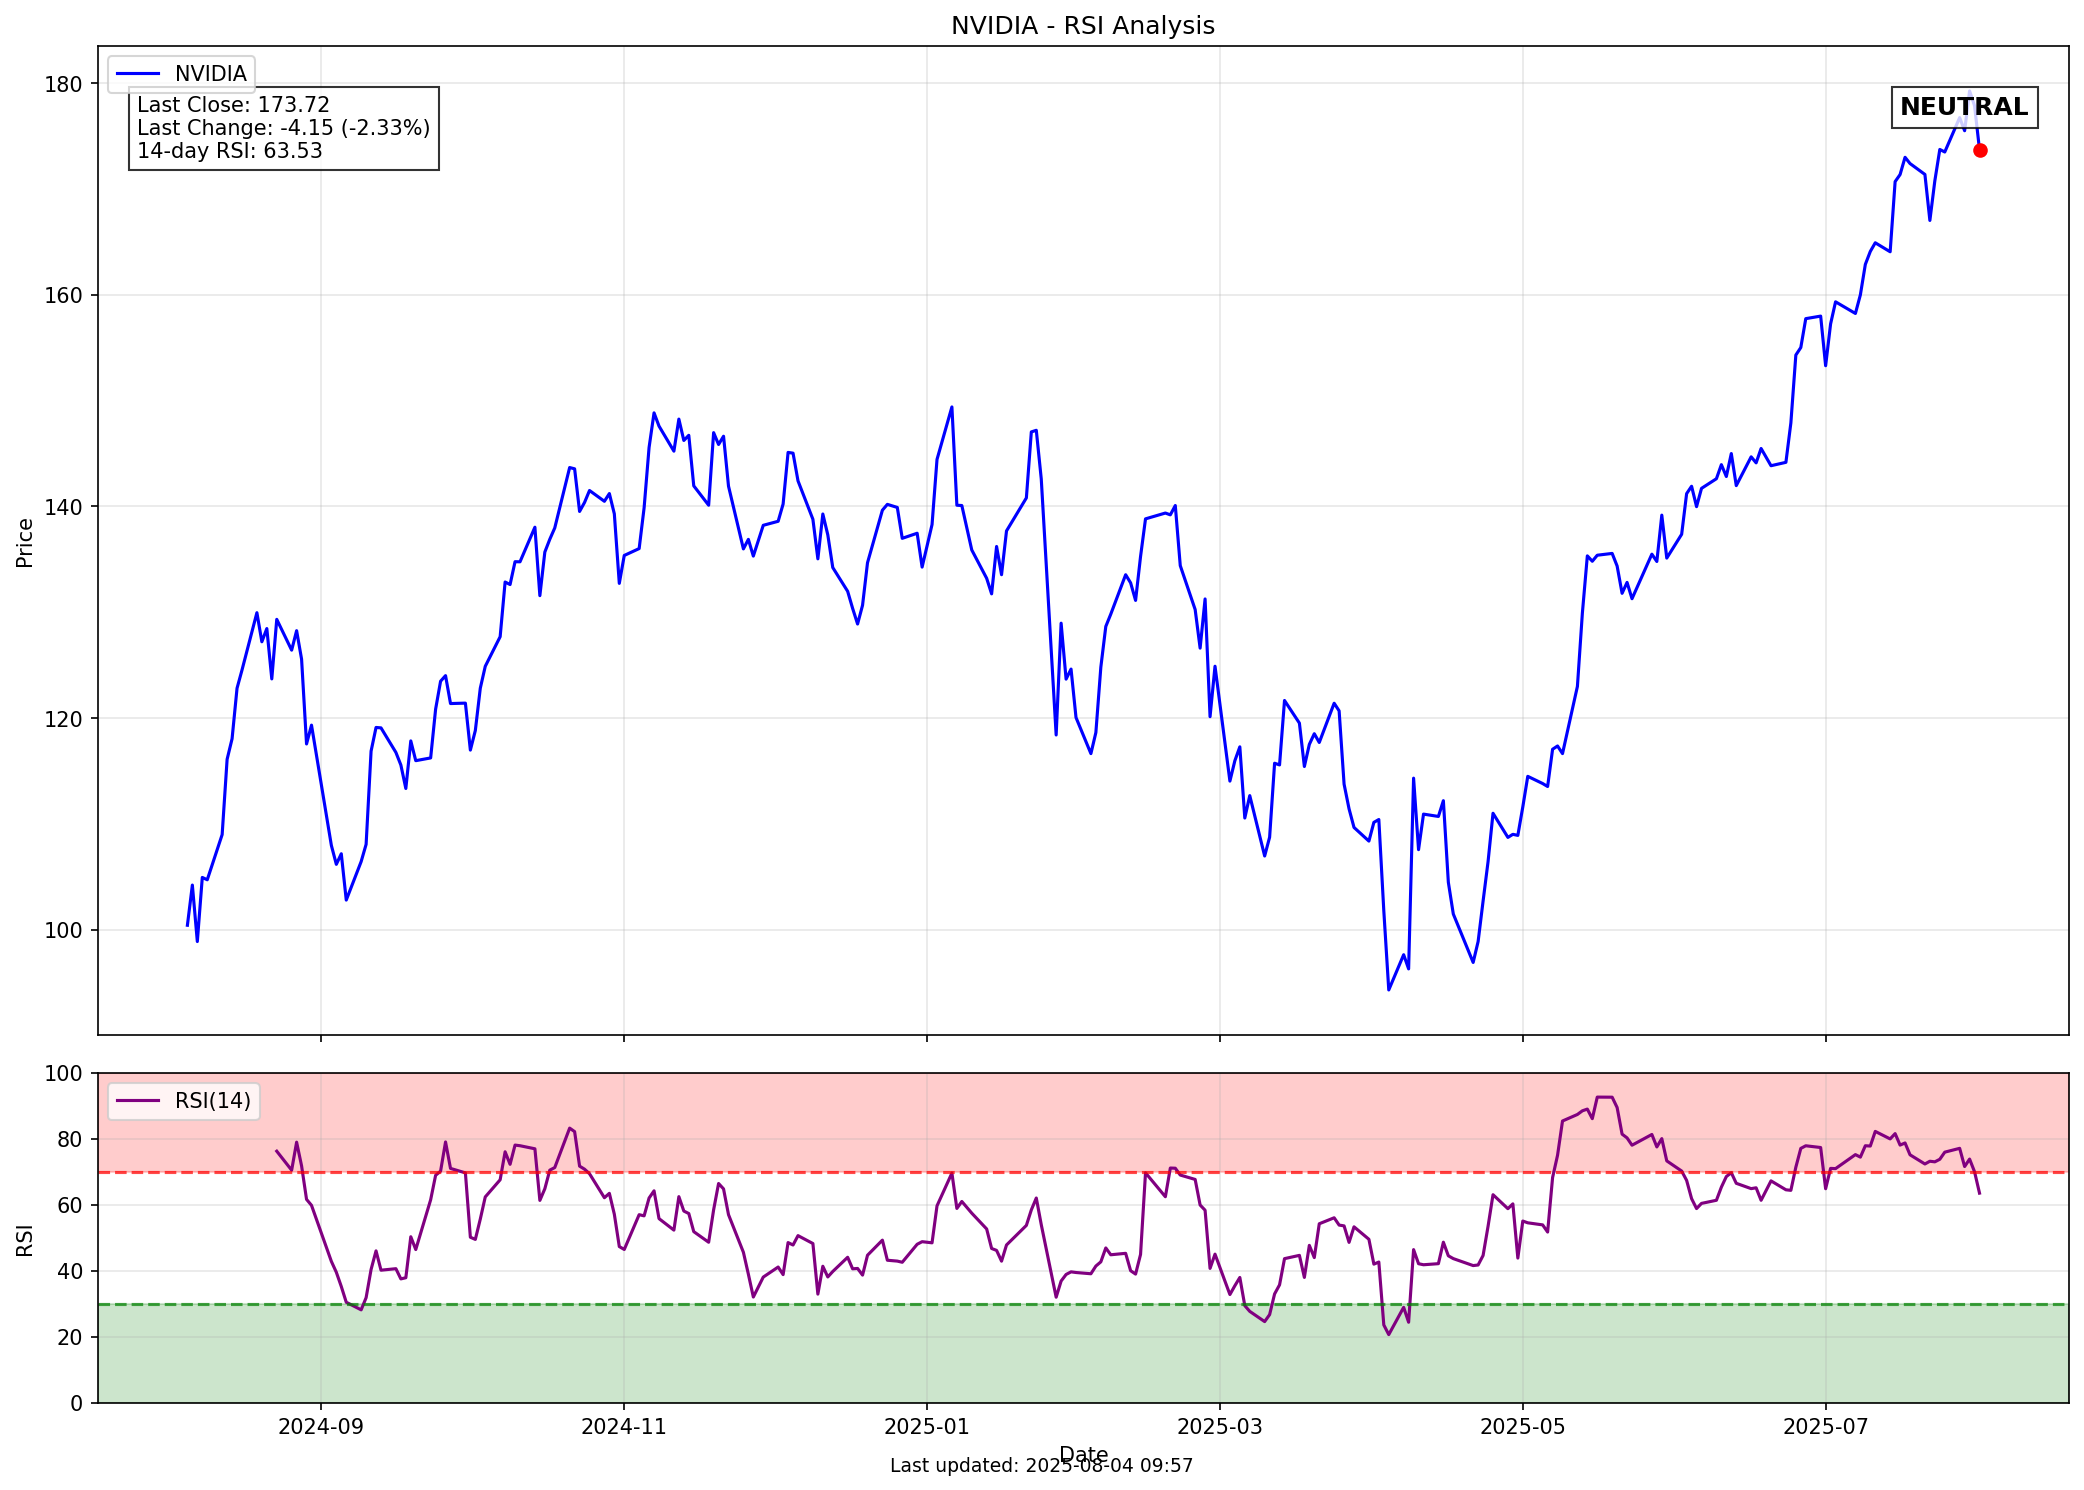 NVIDIA - RSI Analysis
NVIDIA
Last Close: 173.72
Last Change: -4.15 (-2.33%)
14-day RSI: 63.53
NEUTRAL
180
160
140
120
100
Price
RSI(14)
100
80
60
40
20
0
RSI
2024-09
2024-11
2025-01
2025-03
2025-05
2025-07
Date
Last updated: 2025-08-04 09:57